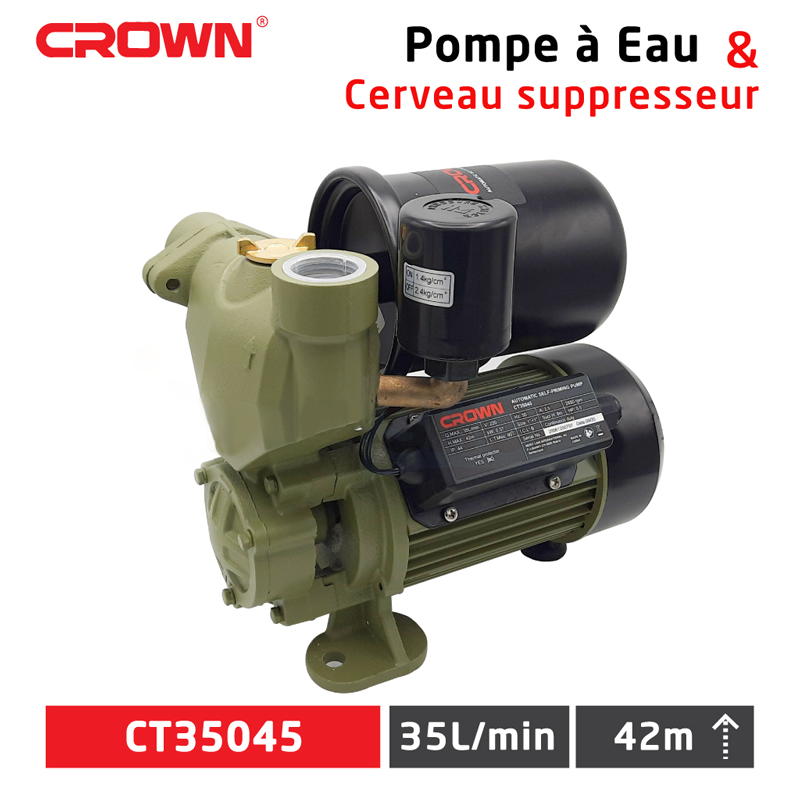 CROWN®
Pompe à Eau &
Cerveau suppresseur
CROWN
ON 1.4kg/cm²
OFF 2.4kg/cm²
CROWN
AUTOMATIC SELF-PRIMING PUMP
CT35045
Thermal protector
YES
CT35045
35L/min
42m